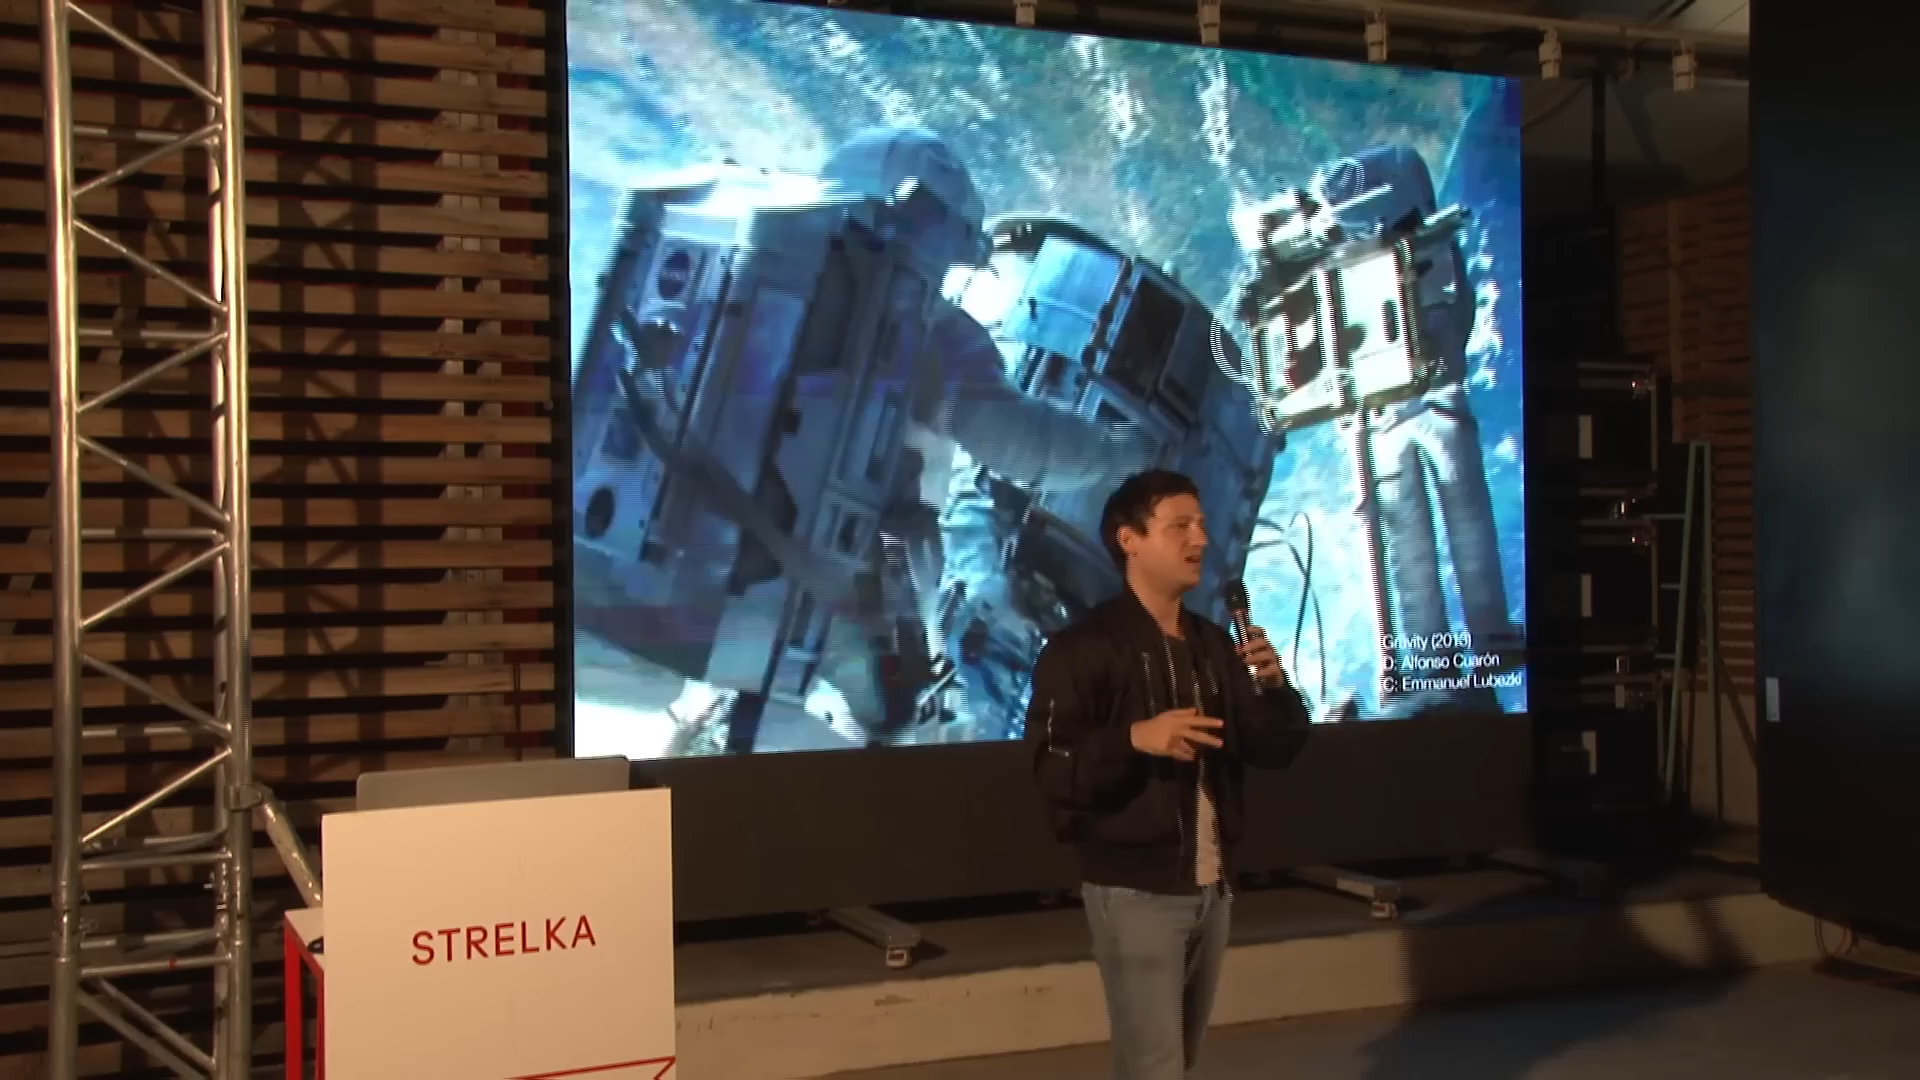 Gravity (2013)
D: Alfonso Cuarón
C: Emmanuel Lubezki
STRELKA